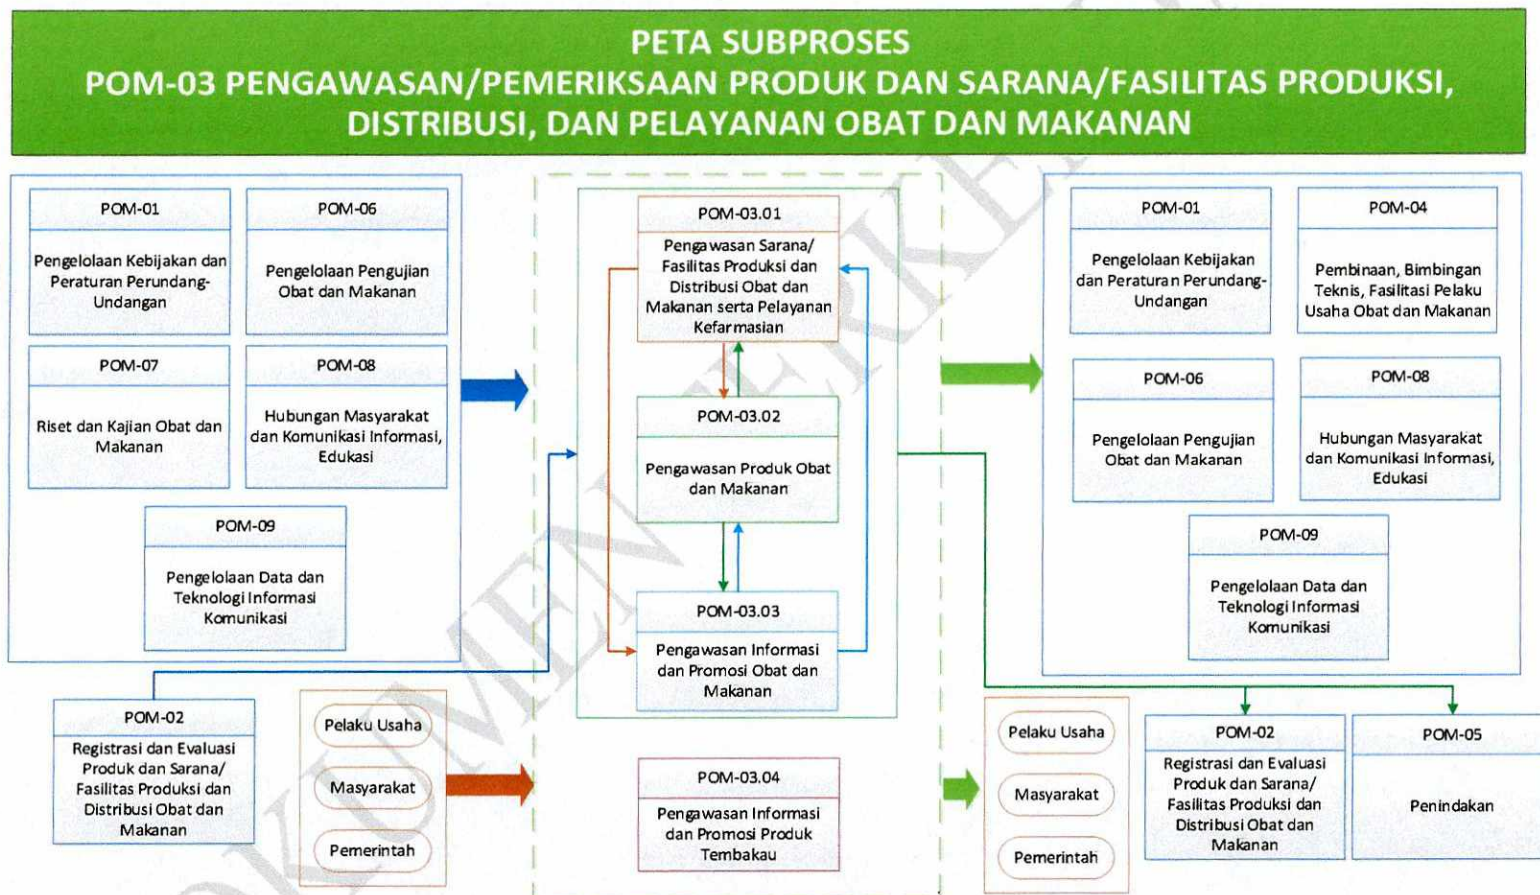 PETA SUBPROSES
POM-03 PENGAWASAN/PEMERIKSAAN PRODUK DAN SARANA/FASILITAS PRODUKSI,
DISTRIBUSI, DAN PELAYANAN OBAT DAN MAKANAN
POM-01
Pengelolaan Kebijakan dan
Peraturan Perundang-
Undangan
POM-06
Pengelolaan Pengujian
Obat dan Makanan
POM-07
Riset dan Kajian Obat dan
Makanan
POM-08
Hubungan Masyarakat
dan Komunikasi Informasi,
Edukasi
POM-09
Pengelolaan Data dan
Teknologi Informasi
Komunikasi
POM-02
Registrasi dan Evaluasi
Produk dan Sarana/
Fasilitas Produksi dan
Distribusi Obat dan
Makanan
Pelaku Usaha
Masyarakat
Pemerintah
POM-03.01
Pengawasan Sarana/
Fasilitas Produksi dan
Distribusi Obat dan
Makanan serta Pelayanan
Kefarmasian
POM-03.02
Pengawasan Produk Obat
dan Makanan
POM-03.03
Pengawasan Informasi
dan Promosi Obat dan
Makanan
POM-03.04
Pengawasan Informasi
dan Promosi Produk
Tembakau
POM-01
Pengelolaan Kebijakan
dan Peraturan Perundang-
Undangan
POM-04
Pembinaan, Bimbingan
Teknis, Fasilitasi Pelaku
Usaha Obat dan Makanan
POM-06
Pengelolaan Pengujian
Obat dan Makanan
POM-08
Hubungan Masyarakat
dan Komunikasi Informasi,
Edukasi
POM-09
Pengelolaan Data dan
Teknologi Informasi
Komunikasi
Pelaku Usaha
Masyarakat
Pemerintah
POM-02
Registrasi dan Evaluasi
Produk dan Sarana/
Fasilitas Produksi dan
Distribusi Obat dan
Makanan
POM-05
Penindakan